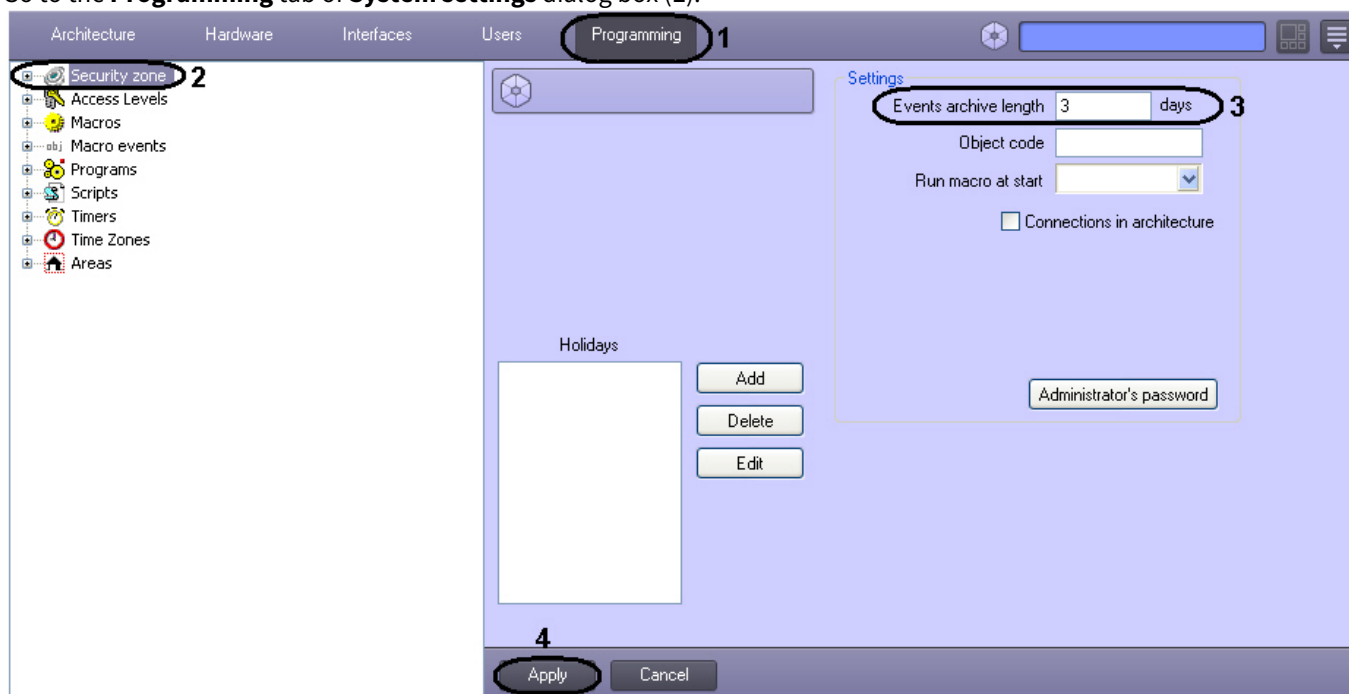 Go to the Programming tab of System settings dialog box (2).
Architecture Hardware Interfaces Users Programming 1
Security zone 2
Access Levels
Macros
obj Macro events
Programs
Scripts
Timers
Time Zones
Areas
Settings
Events archive length 3 days 3
Object code
Run macro at start
Connections in architecture
Holidays
Add
Delete
Edit
Administrator's password
4
Apply Cancel